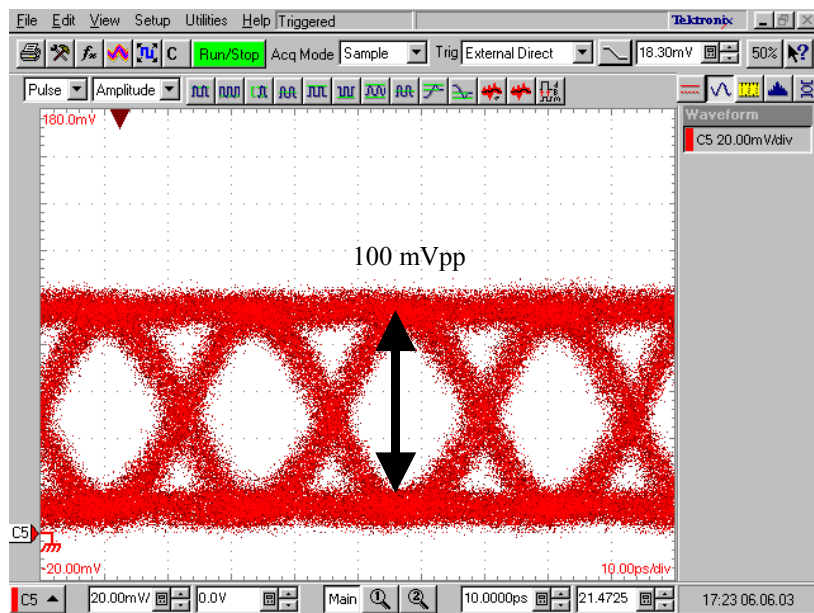 File Edit View Setup Utilities Help Triggered Tektronix
C Run/Stop Acq Mode Sample Trig External Direct 18.30mV 50% ?
Pulse Amplitude
180.0mV
Waveform
C5 20.00mV/div
100 mVpp
C5
-20.00mV
10.00ps/div
C5 20.00mV/ 0.0V Main 1 2 10.0000ps 21.4725 17:23 06.06.03